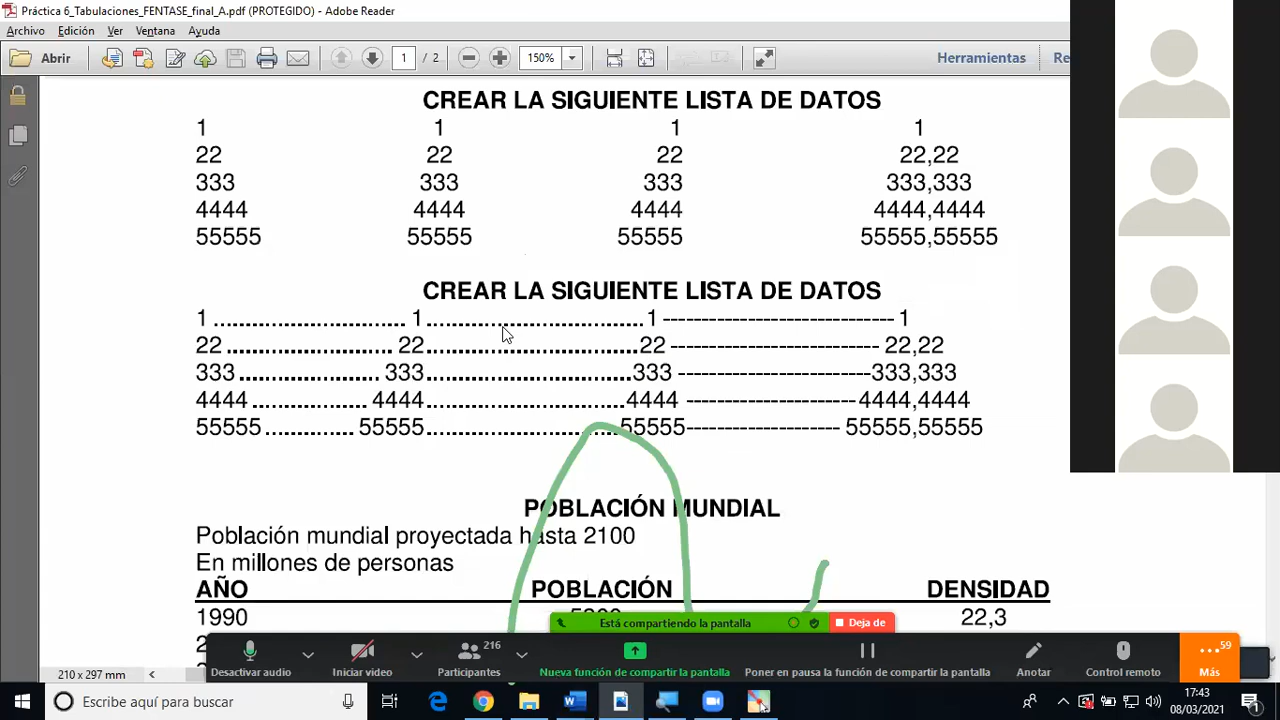 Práctica 6_Tabulaciones_FENTASE_final_A.pdf (PROTEGIDO) - Adobe Reader
Archivo Edición Ver Ventana Ayuda
Abrir 1 / 2 150% Herramientas
CREAR LA SIGUIENTE LISTA DE DATOS
1 1 1 1
22 22 22 22,22
333 333 333 333,333
4444 4444 4444 4444,4444
55555 55555 55555 55555,55555
CREAR LA SIGUIENTE LISTA DE DATOS
1 ................................. 1 ..................................... 1 ------------------------------ 1
22 ............................ 22 .................................... 22 --------------------------- 22,22
333 ........................ 333 ................................... 333 ------------------------- 333,333
4444 .................... 4444 .................................. 4444 ---------------------- 4444,4444
55555 ............... 55555 ................................. 55555 -------------------- 55555,55555
POBLACIÓN MUNDIAL
Población mundial proyectada hasta 2100
En millones de personas
AÑO POBLACIÓN DENSIDAD
1990 22,3
Está compartiendo la pantalla Deja de
216 59
Desactivar audio Iniciar video Participantes Nueva función de compartir la pantalla Poner en pausa la función de compartir la pantalla Anotar Control remoto Más
210 x 297 mm
Escribe aquí para buscar
17:43
08/03/2021
1